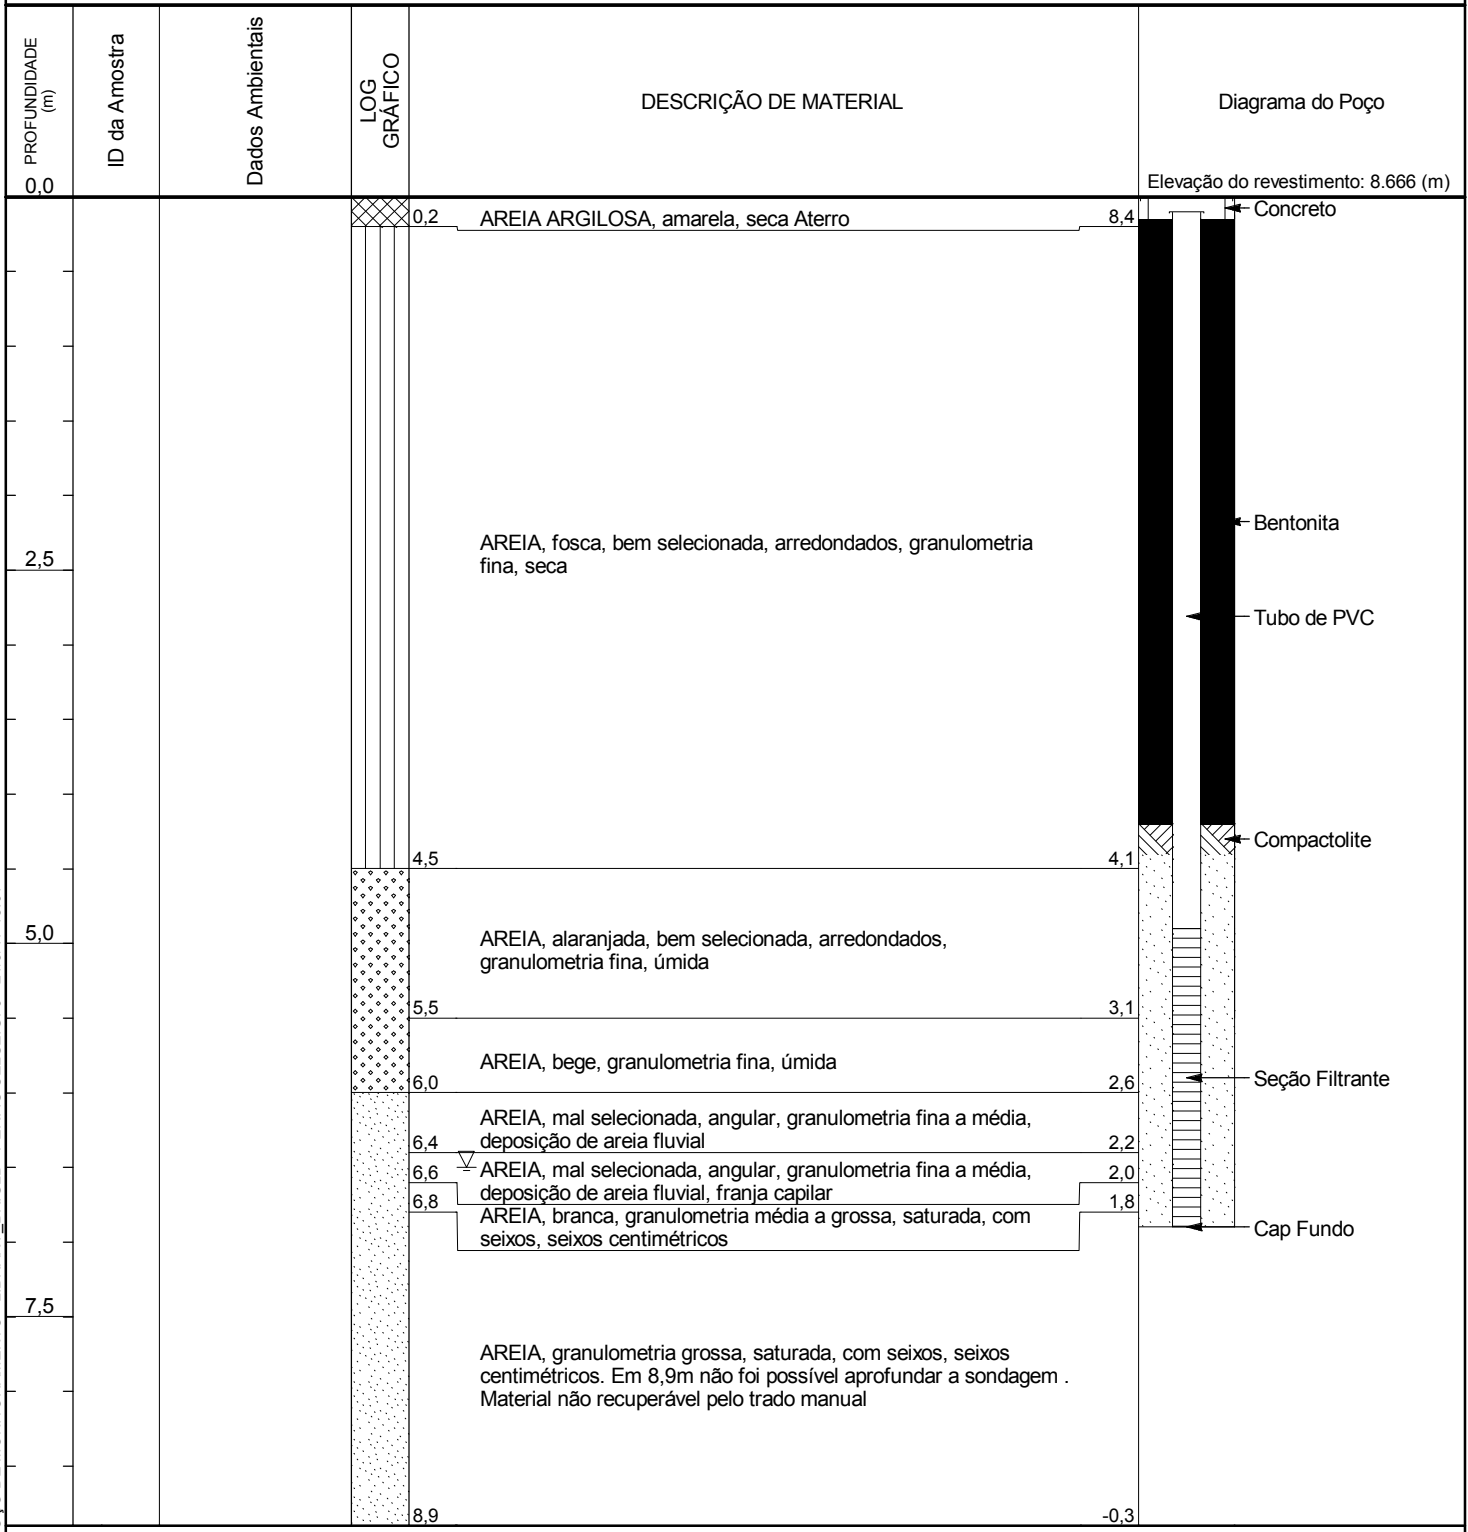 PROFUNDIDADE
(m)
0,0
ID da Amostra
Dados Ambientais
LOG
GRÁFICO
DESCRIÇÃO DE MATERIAL
Diagrama do Poço
Elevação do revestimento: 8.666 (m)
0,2
AREIA ARGILOSA, amarela, seca Aterro
8,4
Concreto
Bentonita
2,5
AREIA, fosca, bem selecionada, arredondados, granulometria
fina, seca
Tubo de PVC
Compactolite
4,5
4,1
5,0
AREIA, alaranjada, bem selecionada, arredondados,
granulometria fina, úmida
5,5
3,1
AREIA, bege, granulometria fina, úmida
Seção Filtrante
6,0
2,6
AREIA, mal selecionada, angular, granulometria fina a média,
deposição de areia fluvial
6,4
2,2
AREIA, mal selecionada, angular, granulometria fina a média,
deposição de areia fluvial, franja capilar
6,6
2,0
6,8
1,8
AREIA, branca, granulometria média a grossa, saturada, com
seixos, seixos centimétricos
Cap Fundo
7,5
AREIA, granulometria grossa, saturada, com seixos, seixos
centimétricos. Em 8,9m não foi possível aprofundar a sondagem .
Material não recuperável pelo trado manual
8,9
-0,3